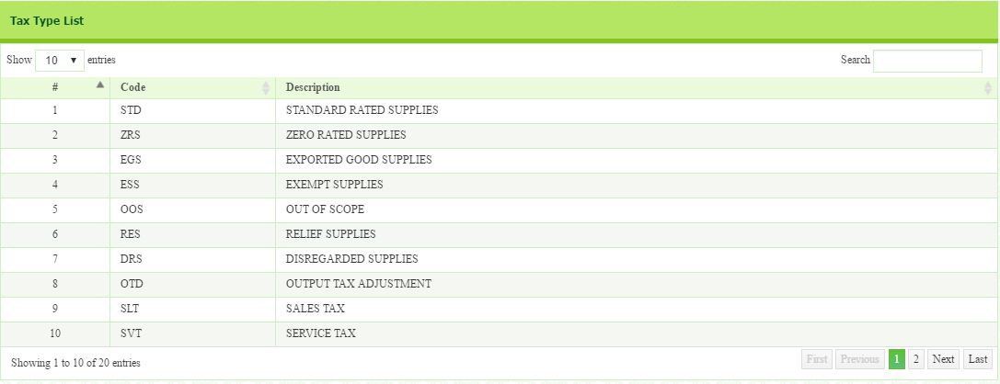 Tax Type List
Show 10 entries Search
# Code Description
1 STD STANDARD RATED SUPPLIES
2 ZRS ZERO RATED SUPPLIES
3 EGS EXPORTED GOOD SUPPLIES
4 ESS EXEMPT SUPPLIES
5 OOS OUT OF SCOPE
6 RES RELIEF SUPPLIES
7 DRS DISREGARDED SUPPLIES
8 OTD OUTPUT TAX ADJUSTMENT
9 SLT SALES TAX
10 SVT SERVICE TAX
Showing 1 to 10 of 20 entries First Previous 1 2 Next Last